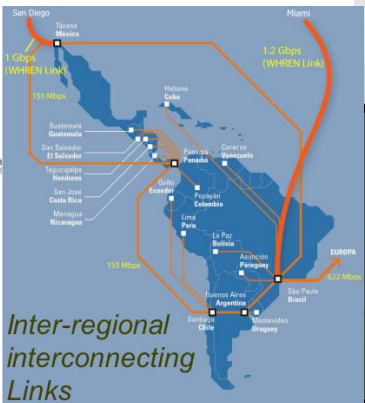 San Diego
Miami
Tijuana
México
1 Gbps
(WHREN Link)
1.2 Gbps
(WHREN Link)
155 Mbps
Habana
Cuba
Guatemala
Guatemala
San Salvador
El Salvador
Tegucigalpa
Honduras
San José
Costa Rica
Managua
Nicaragua
Panamá
Panamá
Caracas
Venezuela
Quito
Ecuador
Popayán
Colombia
Lima
Perú
La Paz
Bolivia
Asunción
Paraguay
EUROPA
155 Mbps
622 Mbps
São Paulo
Brasil
Buenos Aires
Argentina
Santiago
Chile
Montevideo
Uruguay
Inter-regional
interconnecting
Links